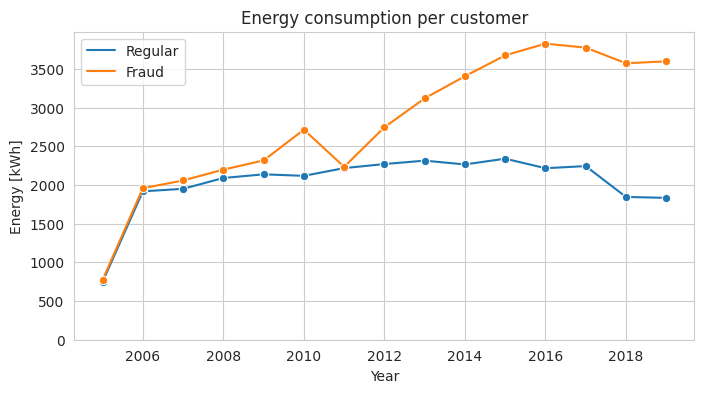 Energy consumption per customer
Regular
Fraud
Energy [kWh]
3500
3000
2500
2000
1500
1000
500
0
2006 2008 2010 2012 2014 2016 2018
Year